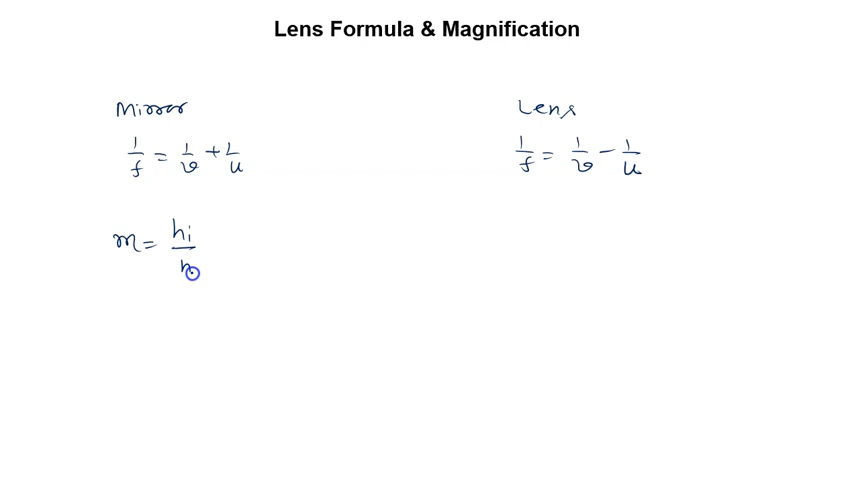 Lens Formula & Magnification
Mirror
Lens
1/f = 1/v + 1/u
1/f = 1/v - 1/u
m = hi/h